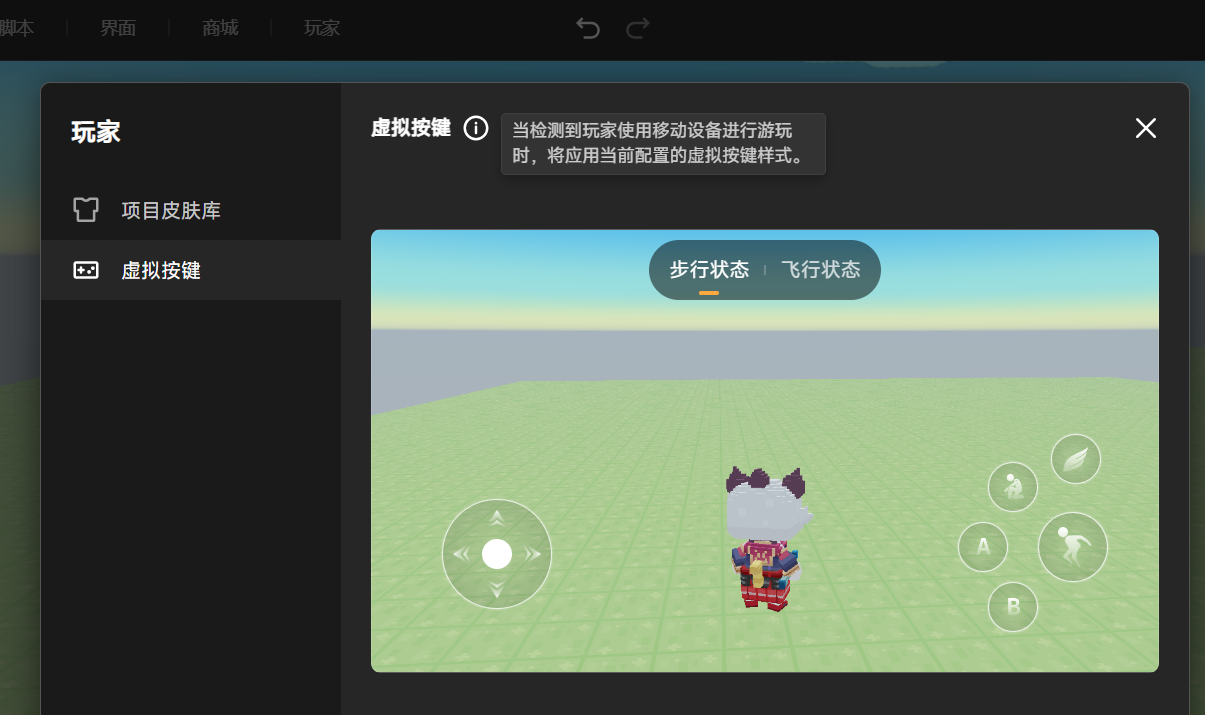 脚本
界面
商城
玩家
玩家
虚拟按键
当检测到玩家使用移动设备进行游玩
时，将应用当前配置的虚拟按键样式。
项目皮肤库
虚拟按键
步行状态
飞行状态
A
B